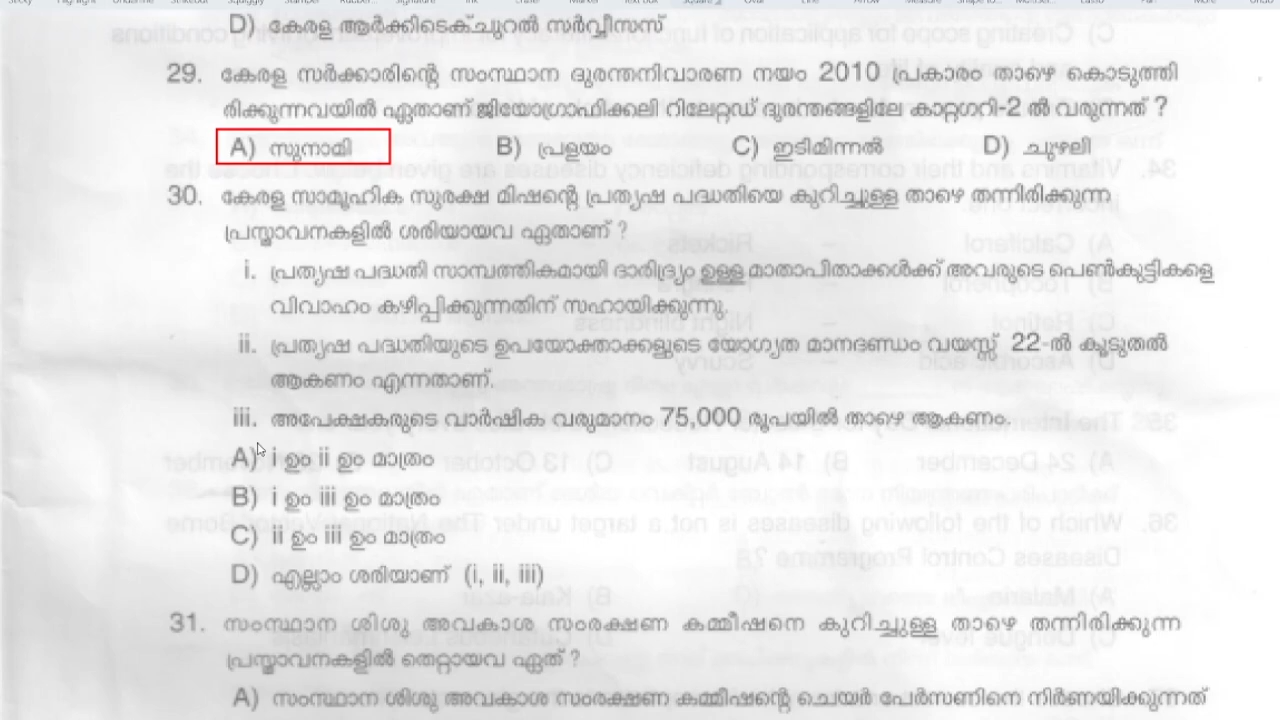 D) കേരള ആർക്കിടെക്ച്ചുറൽ സർവ്വീസസ്
29. കേരള സർക്കാരിന്റെ സംസ്ഥാന ദുരന്തനിവാരണ നയം 2010 പ്രകാരം താഴെ കൊടുത്തി
രിക്കുന്നവയിൽ ഏതാണ് ജിയോഗ്രാഫിക്കലി റിലേറ്റഡ് ദുരന്തങ്ങളിലേ കാറ്റഗറി-2 ൽ വരുന്നത് ?
A) സുനാമി B) പ്രളയം C) ഇടിമിന്നൽ D) ചുഴലി
30. കേരള സാമൂഹിക സുരക്ഷ മിഷന്റെ പ്രത്യഷ പദ്ധതിയെ കുറിച്ചുള്ള താഴെ തന്നിരിക്കുന്ന
പ്രസ്താവനകളിൽ ശരിയായവ ഏതാണ് ?
i. പ്രത്യഷ പദ്ധതി സാമ്പത്തികമായി ദാരിദ്ര്യം ഉള്ള മാതാപിതാക്കൾക്ക് അവരുടെ പെൺകുട്ടികളെ
വിവാഹം കഴിപ്പിക്കുന്നതിന് സഹായിക്കുന്നു.
ii. പ്രത്യഷ പദ്ധതിയുടെ ഉപയോക്താക്കളുടെ യോഗ്യത മാനദണ്ഡം വയസ്സ് 22-ൽ കൂടുതൽ
ആകണം എന്നതാണ്.
iii. അപേക്ഷകരുടെ വാർഷിക വരുമാനം 75,000 രൂപയിൽ താഴെ ആകണം.
A) i ഉം ii ഉം മാത്രം
B) i ഉം iii ഉം മാത്രം
C) ii ഉം iii ഉം മാത്രം
D) എല്ലാം ശരിയാണ് (i, ii, iii)
31. സംസ്ഥാന ശിശു അവകാശ സംരക്ഷണ കമ്മീഷനെ കുറിച്ചുള്ള താഴെ തന്നിരിക്കുന്ന
പ്രസ്താവനകളിൽ തെറ്റായവ ഏത് ?
A) സംസ്ഥാന ശിശു അവകാശ സംരക്ഷണ കമ്മീഷന്റെ ചെയർ പേർസണിനെ നിർണയിക്കുന്നത്